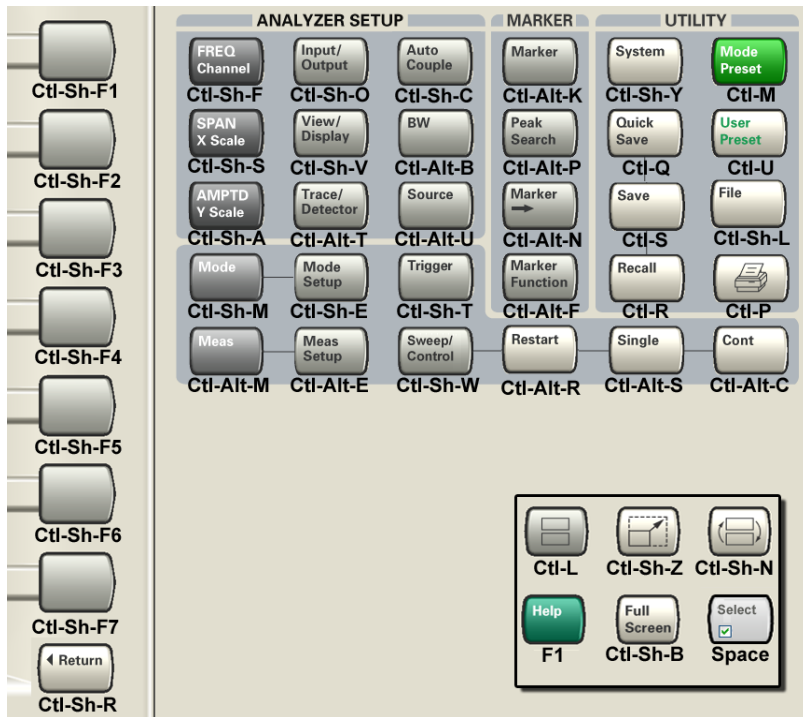 ANALYZER SETUP MARKER UTILITY
FREQ Channel Input/ Output Auto Couple Marker System Mode Preset
Ctl-Sh-F1 Ctl-Sh-F Ctl-Sh-O Ctl-Sh-C Ctl-Alt-K Ctl-Sh-Y Ctl-M
SPAN X Scale View/ Display BW Peak Search Quick Save User Preset
Ctl-Sh-F2 Ctl-Sh-S Ctl-Sh-V Ctl-Alt-B Ctl-Alt-P Ctl-Q Ctl-U
AMPTD Y Scale Trace/ Detector Source Marker Save File
Ctl-Sh-A Ctl-Alt-T Ctl-Alt-U Ctl-Alt-N Ctl-S Ctl-Sh-L
Ctl-Sh-F3
Mode Mode Setup Trigger Marker Function Recall
Ctl-Sh-M Ctl-Sh-E Ctl-Sh-T Ctl-Alt-F Ctl-R Ctl-P
Ctl-Sh-F4
Meas Meas Setup Sweep/ Control Restart Single Cont
Ctl-Alt-M Ctl-Alt-E Ctl-Sh-W Ctl-Alt-R Ctl-Alt-S Ctl-Alt-C
Ctl-Sh-F5
Ctl-Sh-F6
Ctl-L Ctl-Sh-Z Ctl-Sh-N
Ctl-Sh-F7
Help Full Screen Select
F1 Ctl-Sh-B Space
Return
Ctl-Sh-R